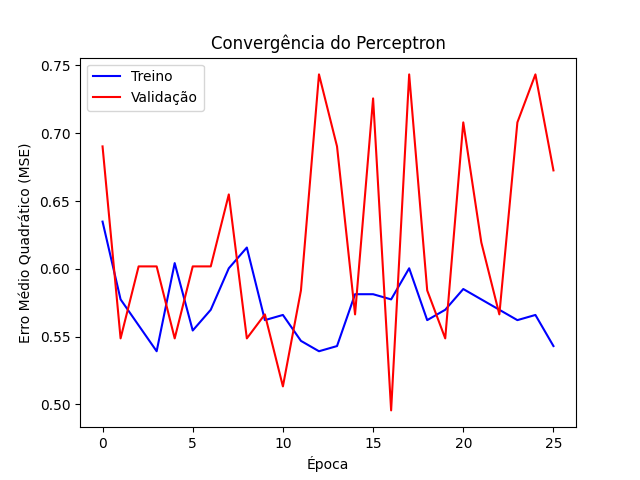 Convergência do Perceptron
Treino
Validação
Erro Médio Quadrático (MSE)
0.75
0.70
0.65
0.60
0.55
0.50
0 5 10 15 20 25
Época